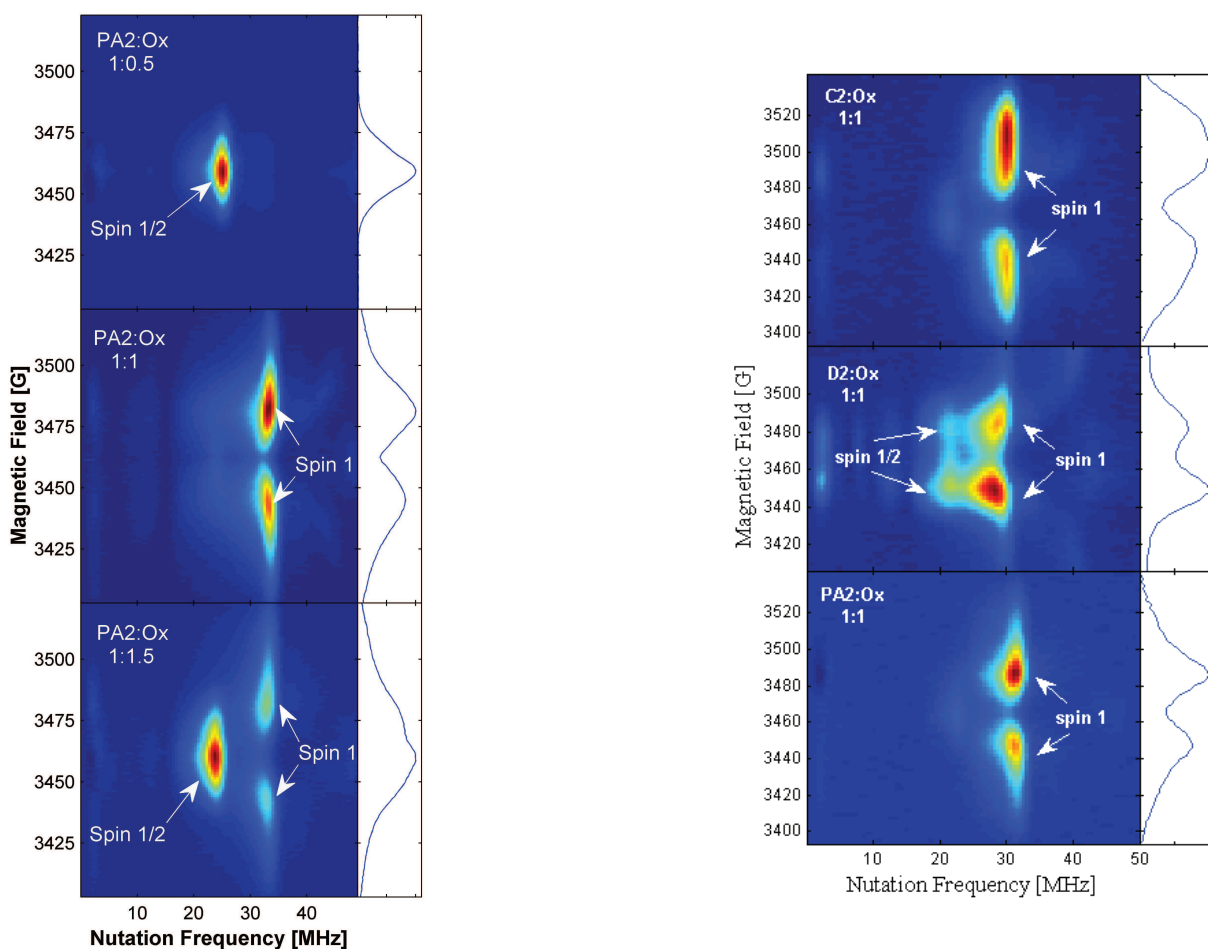 PA2:Ox
1:0.5
3500
3475
3450
3425
Spin 1/2
PA2:Ox
1:1
3500
3475
3450
3425
Spin 1
Magnetic Field [G]
PA2:Ox
1:1.5
3500
3475
3450
3425
Spin 1
Spin 1/2
10 20 30 40
Nutation Frequency [MHz]
C2:Ox
1:1
3520
3500
3480
3460
3440
3420
3400
spin 1
D2:Ox
1:1
3500
3480
3460
3440
spin 1/2
spin 1
Magnetic Field [G]
PA2:Ox
1:1
3520
3500
3480
3460
3440
3420
3400
spin 1
10 20 30 40 50
Nutation Frequency [MHz]